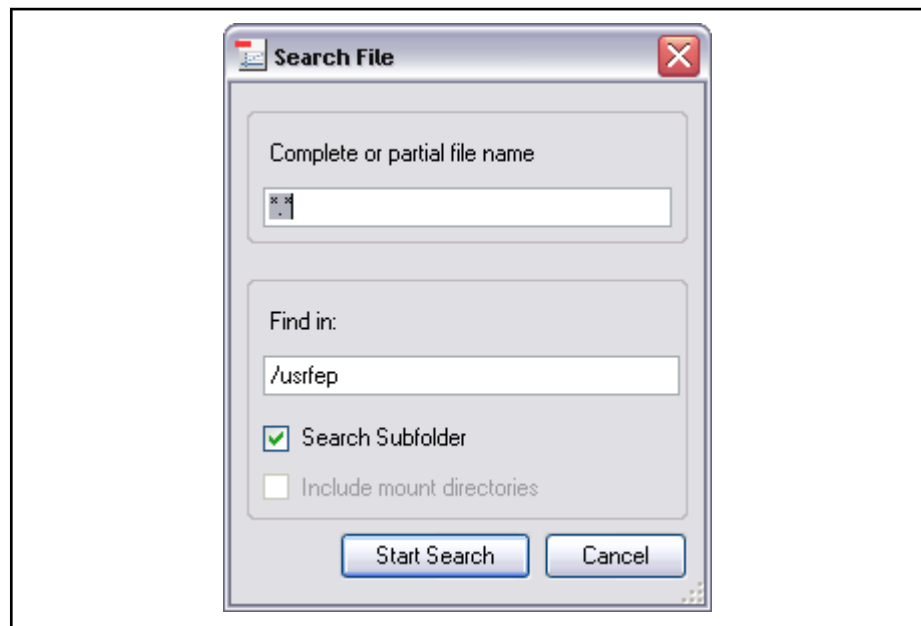 Search File
Complete or partial file name
*.*
Find in:
/usrfep
Search Subfolder
Include mount directories
Start Search
Cancel